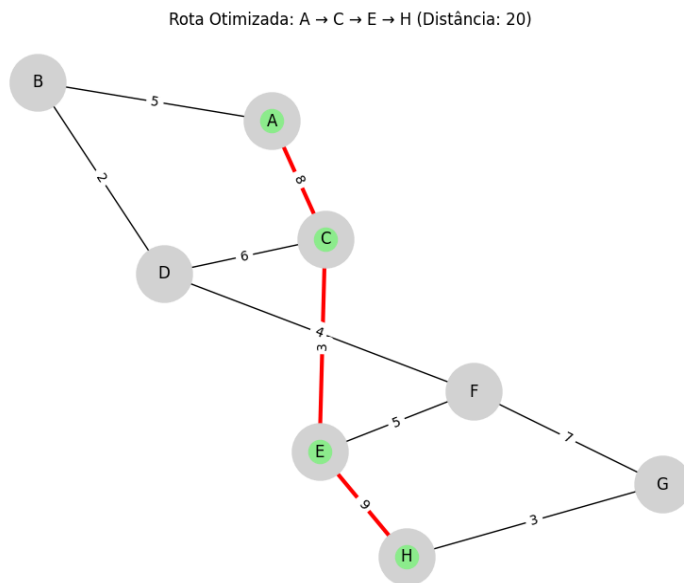 Rota Otimizada: A → C → E → H (Distância: 20)
B
5
A
8
2
C
6
D
4
3
F
5
7
E
G
9
3
H